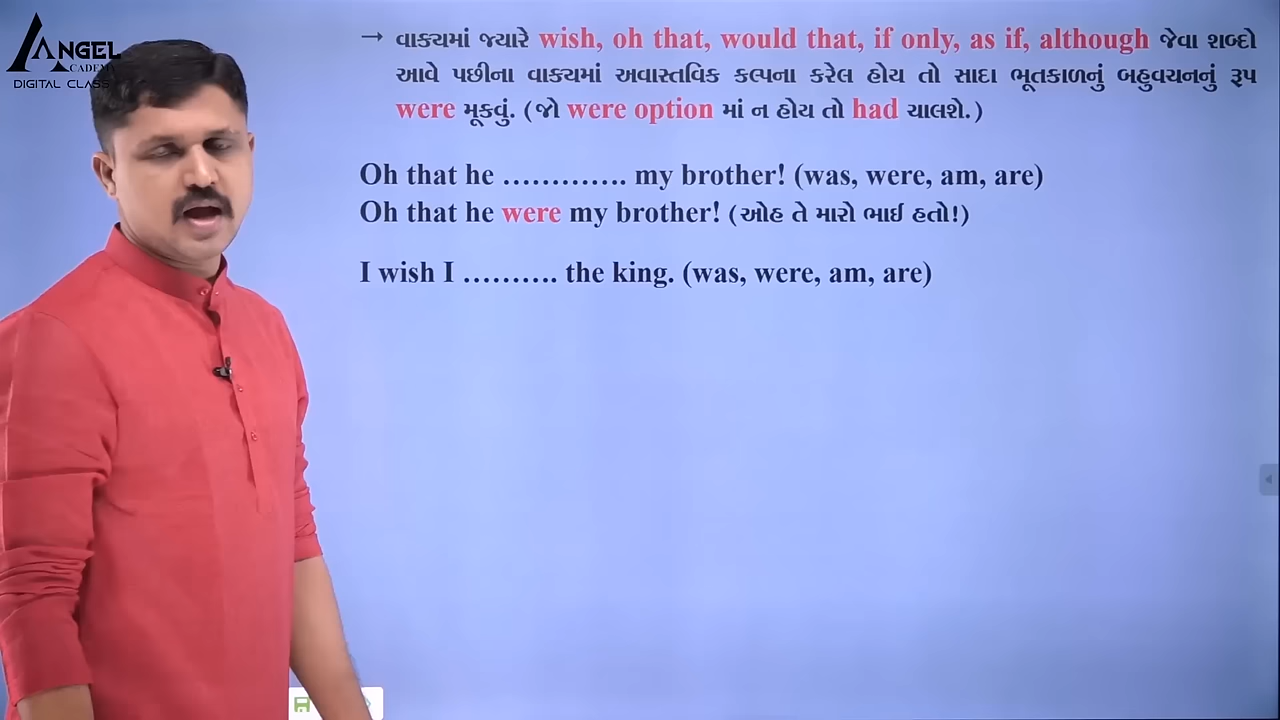 ANGEL
ACADEMY
DIGITAL CLASS
→ વાક્યમાં જ્યારે wish, oh that, would that, if only, as if, although જેવા શબ્દો
આવે પછીના વાક્યમાં અવાસ્તવિક કલ્પના કરેલ હોય તો સાદા ભૂતકાળનું બહુવચનનું રૂપ
were મૂકવું. (જો were option માં ન હોય તો had ચાલશે.)
Oh that he ............. my brother! (was, were, am, are)
Oh that he were my brother! (ઓહ તે મારો ભાઈ હતો!)
I wish I .......... the king. (was, were, am, are)